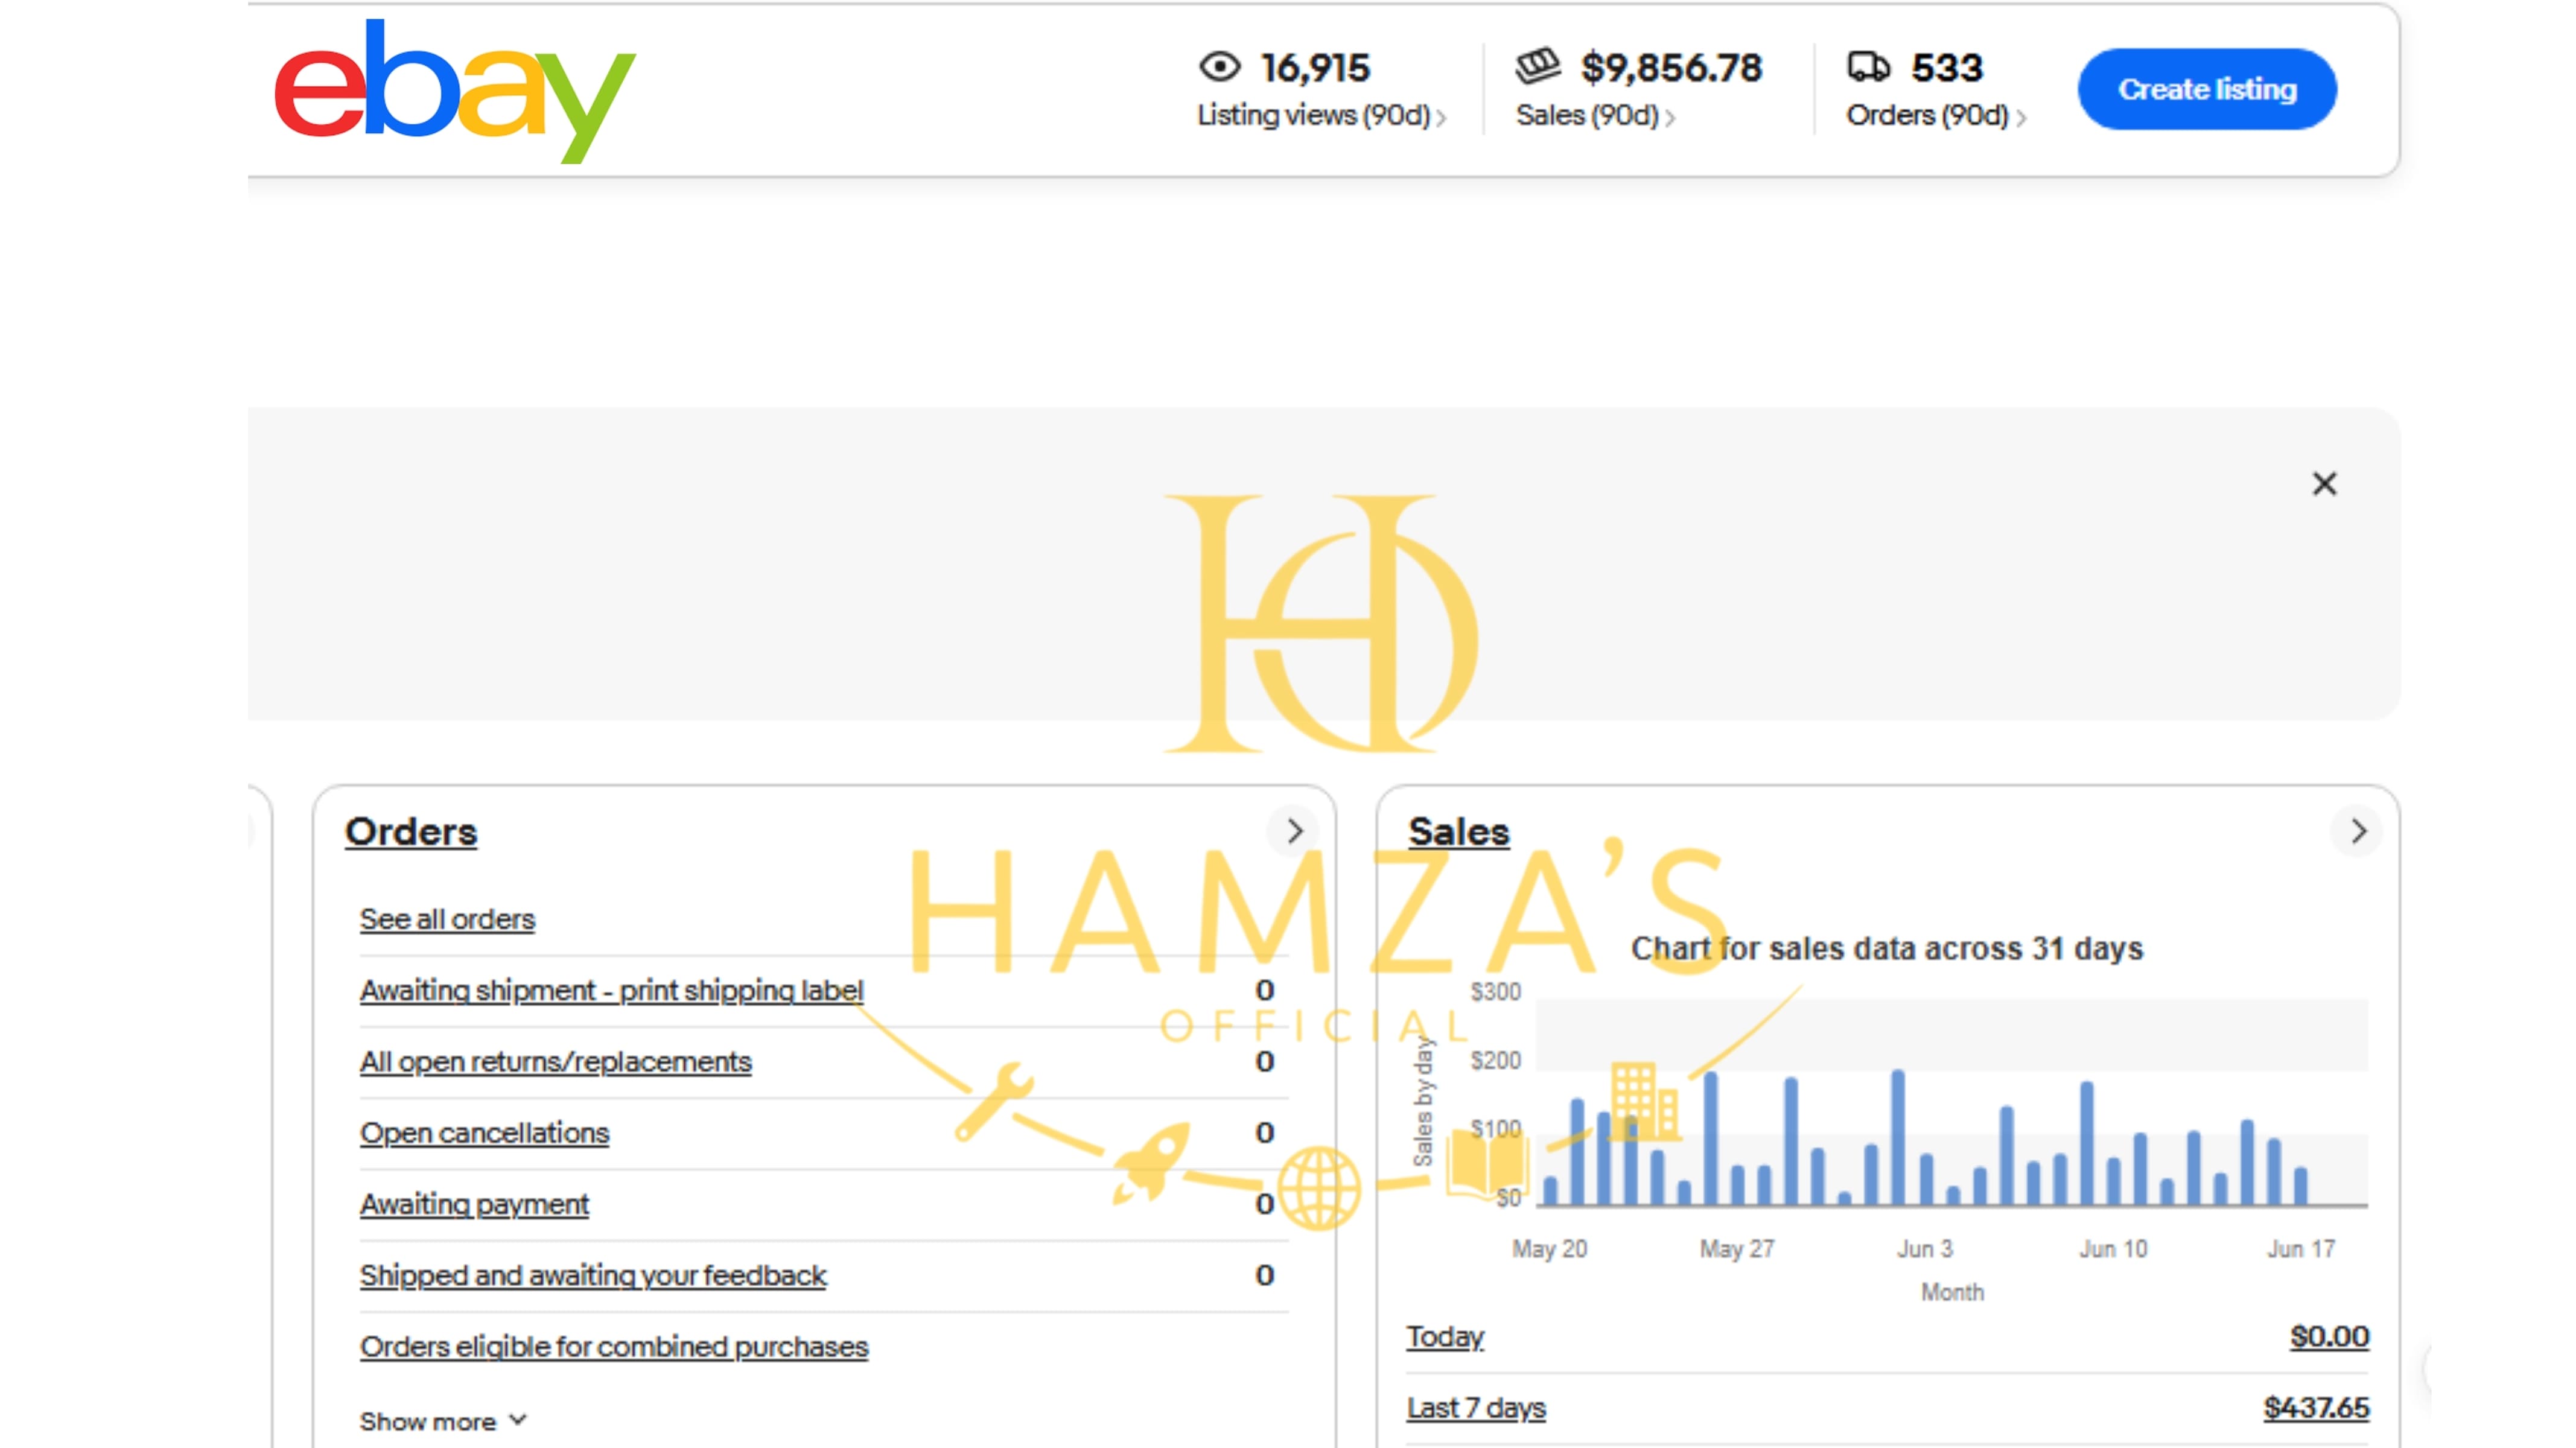 ebay
16,915
Listing views (90d)
$9,856.78
Sales (90d)
533
Orders (90d)
Create listing
HO
Orders
See all orders
Awaiting shipment - print shipping label 0
All open returns/replacements 0
Open cancellations 0
Awaiting payment 0
Shipped and awaiting your feedback 0
Orders eligible for combined purchases
Show more
HAMZA'S
OFFICIAL
Sales
Chart for sales data across 31 days
Sales by day
$300
$200
$100
$0
May 20 May 27 Jun 3 Jun 10 Jun 17
Month
Today $0.00
Last 7 days $437.65